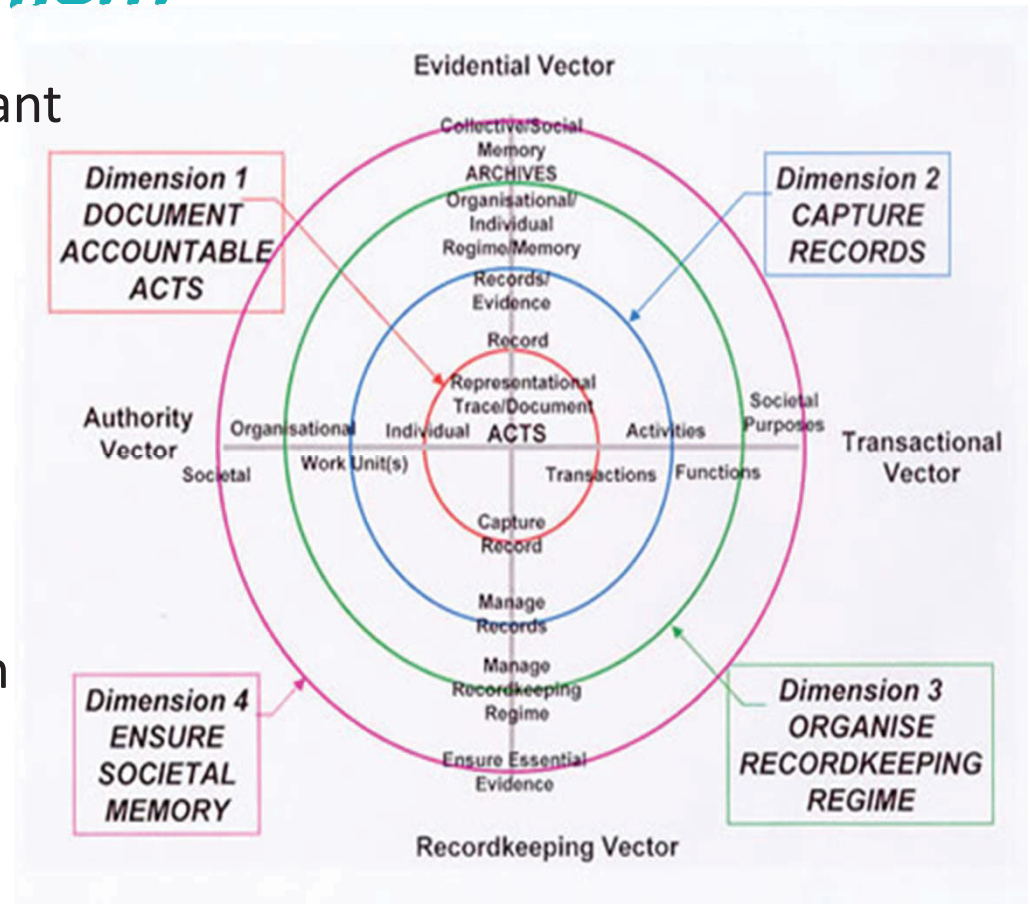 Evidential Vector
ant
Collective/Social
Memory
ARCHIVES
Dimension 1
DOCUMENT
ACCOUNTABLE
ACTS
Dimension 2
CAPTURE
RECORDS
Organisational/
Individual
Regime/Memory
Records/
Evidence
Record
Representational
Trace/Document
ACTS
Authority
Vector
Organisational
Individual
Societal
Work Unit(s)
Activities
Societal
Purposes
Transactions
Functions
Transactional
Vector
Capture
Record
Manage
Records
Manage
Recordkeeping
Regime
Ensure Essential
Evidence
Dimension 4
ENSURE
SOCIETAL
MEMORY
Dimension 3
ORGANISE
RECORDKEEPING
REGIME
Recordkeeping Vector